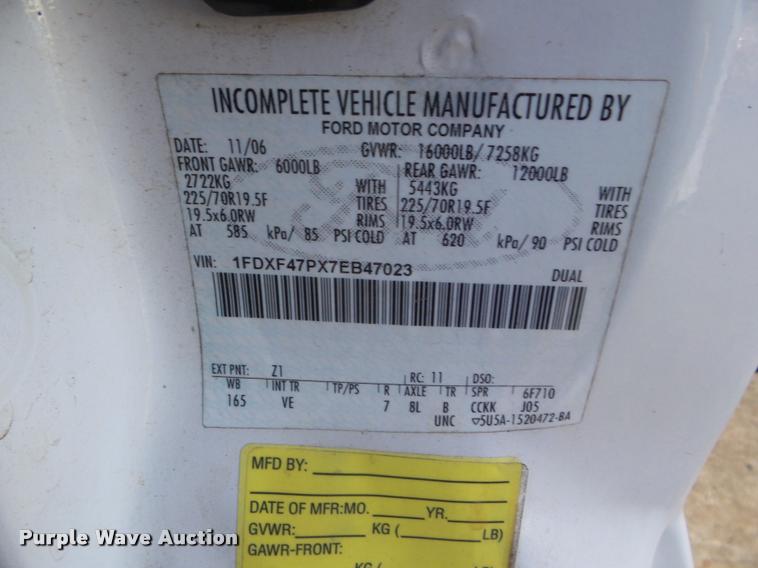 INCOMPLETE VEHICLE MANUFACTURED BY
FORD MOTOR COMPANY
DATE: 11/06 GVWR: 16000LB/ 7258KG
FRONT GAWR: 6000LB REAR GAWR: 12000LB
2722KG WITH 5443KG WITH
225/70R19.5F TIRES 225/70R19.5F TIRES
19.5x6.0RW RIMS 19.5x6.0RW RIMS
AT 585 kPa/ 85 PSI COLD AT 620 kPa/ 90 PSI COLD
VIN: 1FDXF47PX7EB47023 DUAL
EXT PNT: Z1 RC: 11 DSO:
WB INT TR TP/PS R AXLE TR SPR 6F710
165 VE 7 8L B CCKK J05
UNC ▽5U5A-1520472-BA
MFD BY:
DATE OF MFR:MO. YR.
GVWR: KG ( LB)
GAWR-FRONT:
KG ( LB)
Purple Wave Auction